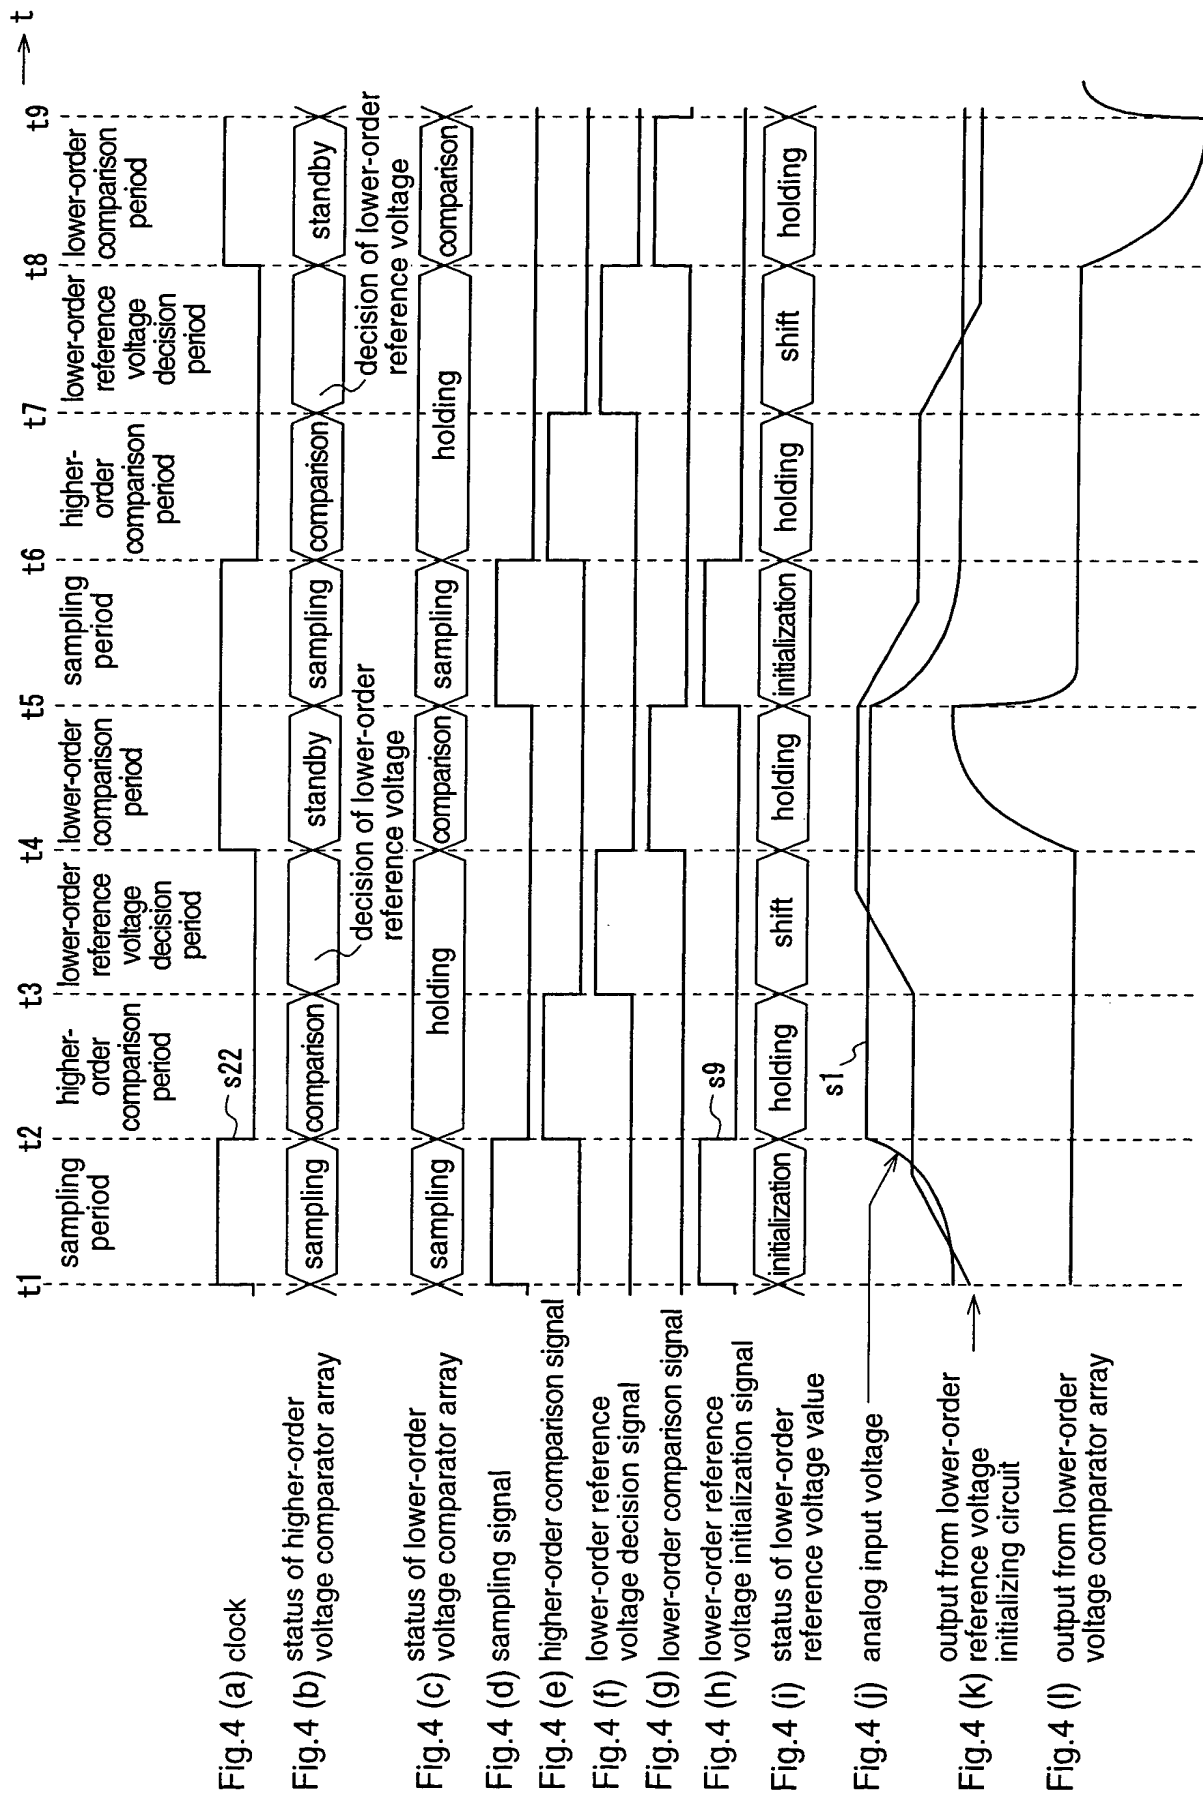 t1 t2 t3 t4 t5 t6 t7 t8 t9 → t
sampling
period
higher-
order
comparison
period
lower-order
reference
voltage
decision
period
lower-order
comparison
period
sampling
period
higher-
order
comparison
period
lower-order
reference
voltage
decision
period
lower-order
comparison
period
Fig.4 (a) clock
s22
Fig.4 (b) status of higher-order
voltage comparator array
sampling comparison standby sampling comparison standby
decision of lower-order
reference voltage
decision of lower-order
reference voltage
Fig.4 (c) status of lower-order
voltage comparator array
sampling holding comparison sampling holding comparison
Fig.4 (d) sampling signal
Fig.4 (e) higher-order comparison signal
Fig.4 (f) lower-order reference
voltage decision signal
Fig.4 (g) lower-order comparison signal
Fig.4 (h) lower-order reference
voltage initialization signal
s9
Fig.4 (i) status of lower-order
reference voltage value
initialization holding shift holding initialization holding shift holding
Fig.4 (j) analog input voltage
s1
Fig.4 (k) output from lower-order
reference voltage
initializing circuit
Fig.4 (l) output from lower-order
voltage comparator array